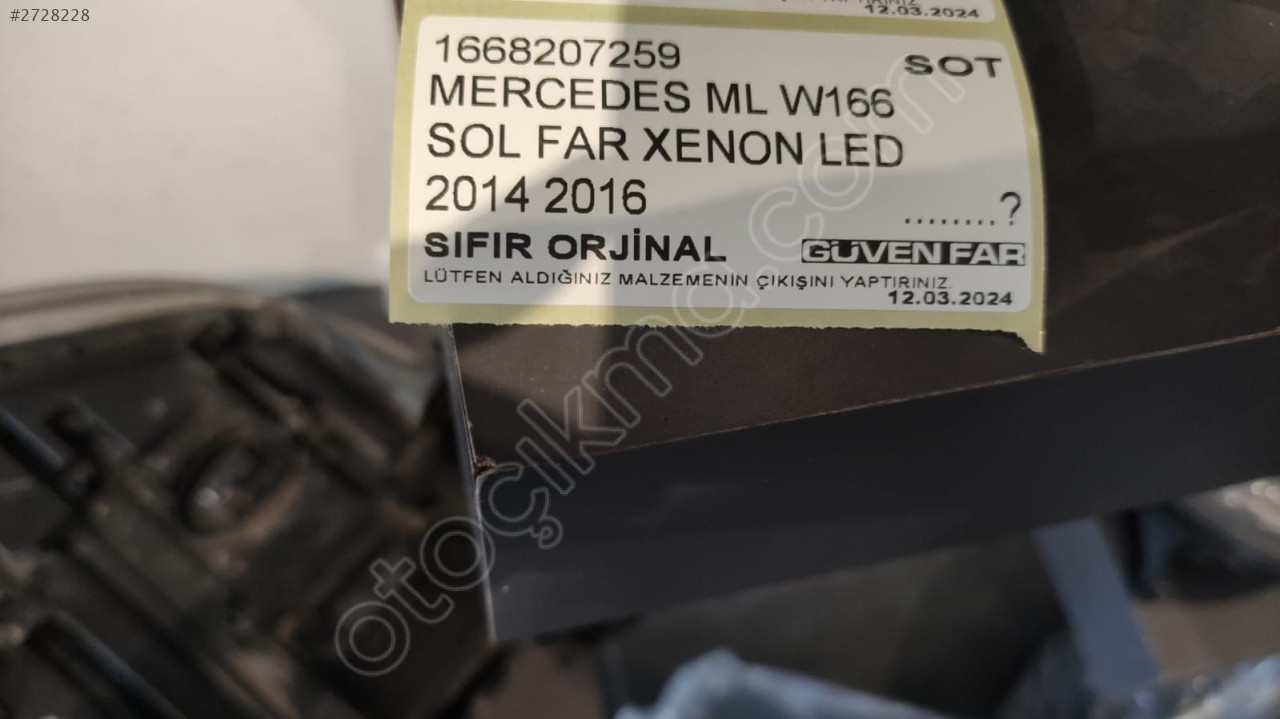 #2728228
12.03.2024
1668207259 SOT
MERCEDES ML W166
SOL FAR XENON LED
2014 2016 ........?
SIFIR ORJİNAL GÜVEN FAR
LÜTFEN ALDIĞINIZ MALZEMENİN ÇIKIŞINI YAPTIRINIZ
12.03.2024
otoçıkma.com